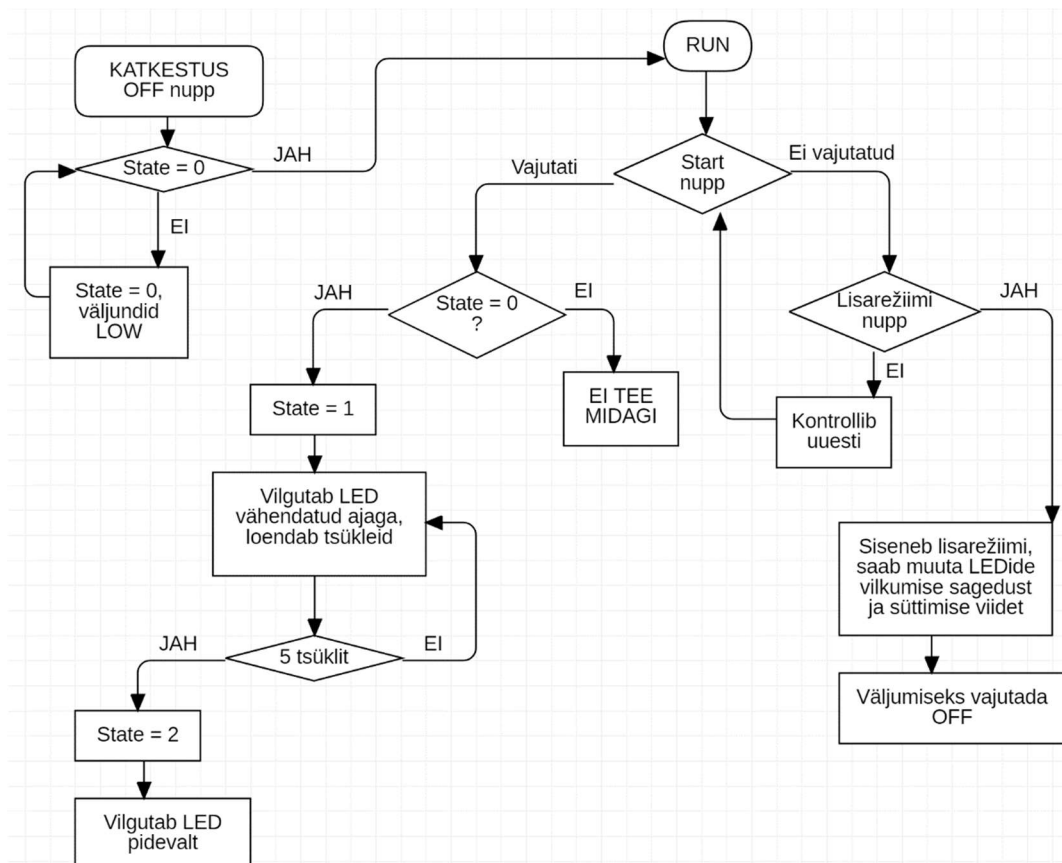 KATKESTUS
OFF nupp
State = 0
JAH
EI
State = 0,
väljundid
LOW
RUN
Start
nupp
Vajutati
Ei vajutatud
State = 0
?
JAH
EI
EI TEE
MIDAGI
State = 1
Vilgutab LED
vähendatud ajaga,
loendab tsükleid
5 tsüklit
JAH
EI
State = 2
Vilgutab LED
pidevalt
Lisarežiimi
nupp
JAH
EI
Kontrollib
uuesti
Siseneb lisarežiimi,
saab muuta LEDide
vilkumise sagedust
ja süttimise viidet
Väljumiseks vajutada
OFF